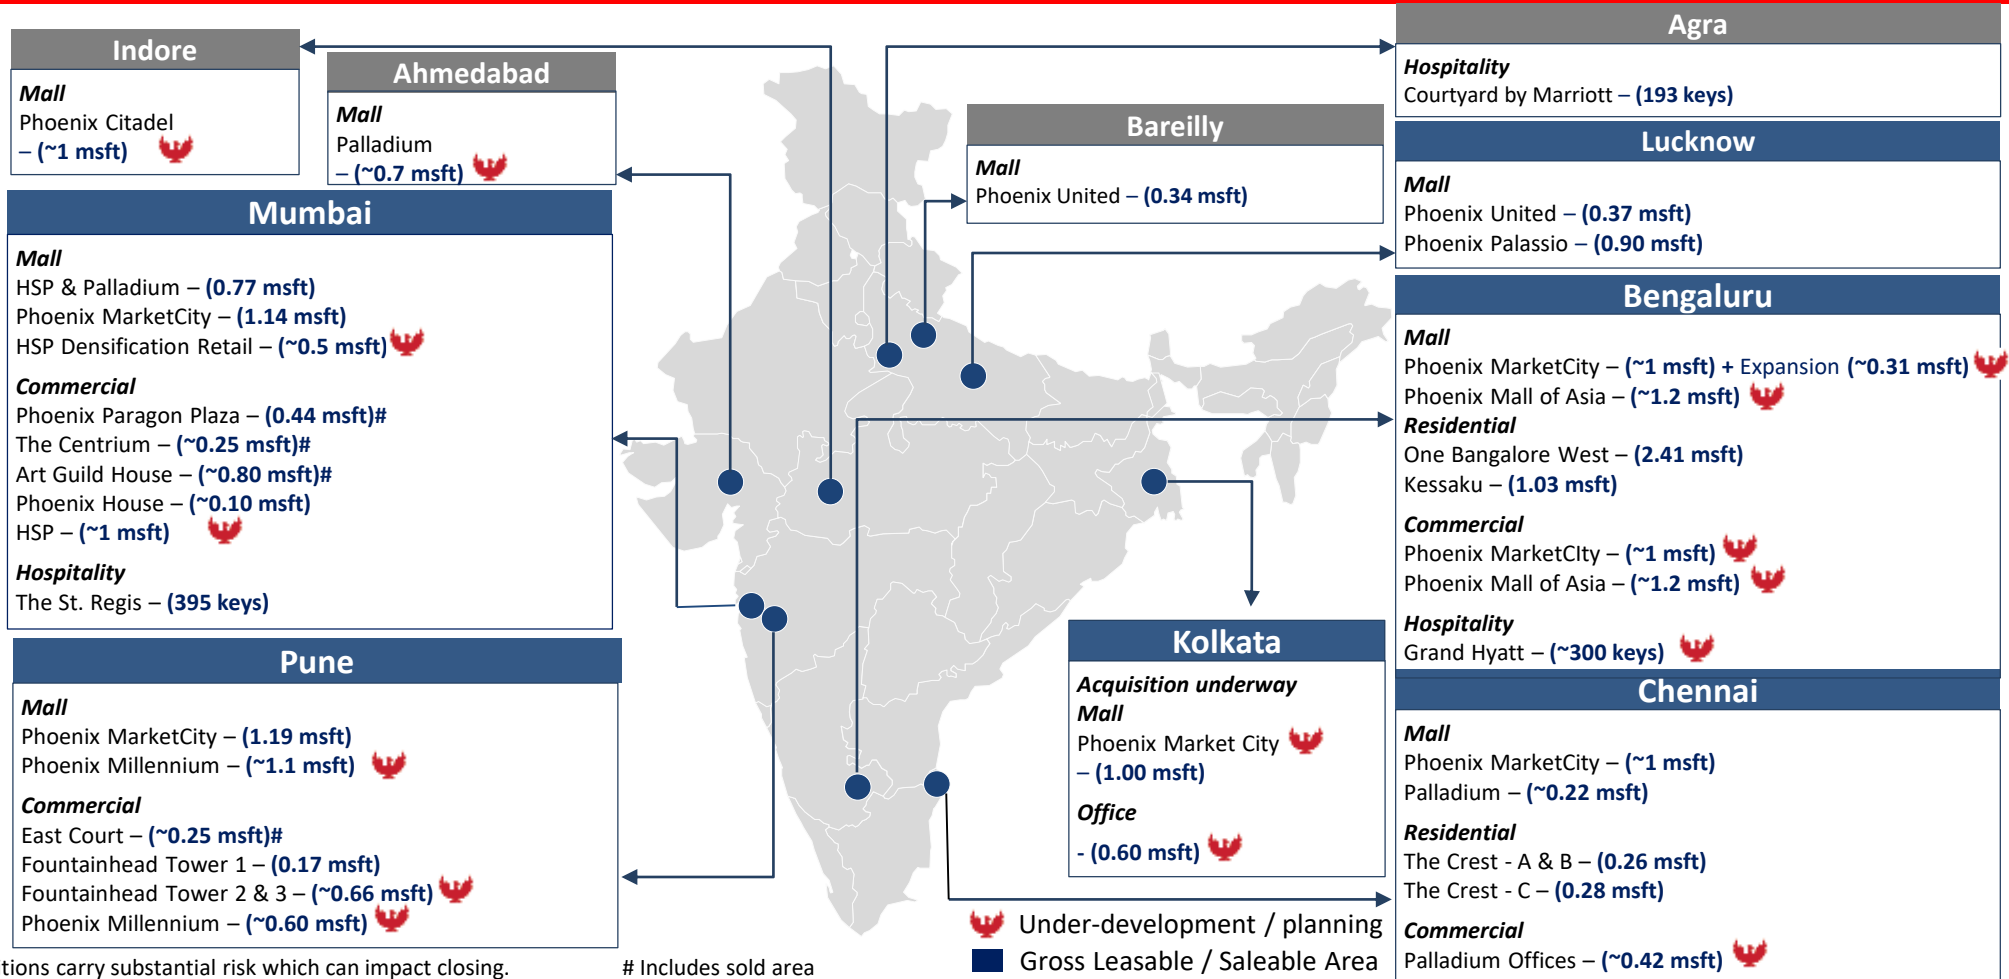 Indore
Mall
Phoenix Citadel
– (~1 msft)
Ahmedabad
Mall
Palladium
– (~0.7 msft)
Mumbai
Mall
HSP & Palladium – (0.77 msft)
Phoenix MarketCity – (1.14 msft)
HSP Densification Retail – (~0.5 msft)
Commercial
Phoenix Paragon Plaza – (0.44 msft)#
The Centrium – (~0.25 msft)#
Art Guild House – (~0.80 msft)#
Phoenix House – (~0.10 msft)
HSP – (~1 msft)
Hospitality
The St. Regis – (395 keys)
Pune
Mall
Phoenix MarketCity – (1.19 msft)
Phoenix Millennium – (~1.1 msft)
Commercial
East Court – (~0.25 msft)#
Fountainhead Tower 1 – (0.17 msft)
Fountainhead Tower 2 & 3 – (~0.66 msft)
Phoenix Millennium – (~0.60 msft)
Bareilly
Mall
Phoenix United – (0.34 msft)
Agra
Hospitality
Courtyard by Marriott – (193 keys)
Lucknow
Mall
Phoenix United – (0.37 msft)
Phoenix Palassio – (0.90 msft)
Bengaluru
Mall
Phoenix MarketCity – (~1 msft) + Expansion (~0.31 msft)
Phoenix Mall of Asia – (~1.2 msft)
Residential
One Bangalore West – (2.41 msft)
Kessaku – (1.03 msft)
Commercial
Phoenix MarketCIty – (~1 msft)
Phoenix Mall of Asia – (~1.2 msft)
Hospitality
Grand Hyatt – (~300 keys)
Kolkata
Acquisition underway
Mall
Phoenix Market City
– (1.00 msft)
Office
- (0.60 msft)
Chennai
Mall
Phoenix MarketCity – (~1 msft)
Palladium – (~0.22 msft)
Residential
The Crest - A & B – (0.26 msft)
The Crest - C – (0.28 msft)
Commercial
Palladium Offices – (~0.42 msft)
Under-development / planning
Gross Leasable / Saleable Area
# Includes sold area
carry substantial risk which can impact closing.